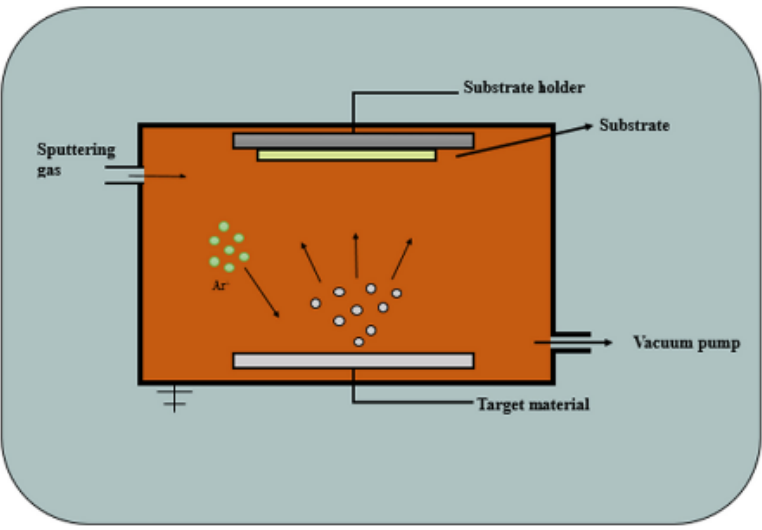 Substrate holder
Substrate
Sputtering
gas
Ar
Vacuum pump
Target material